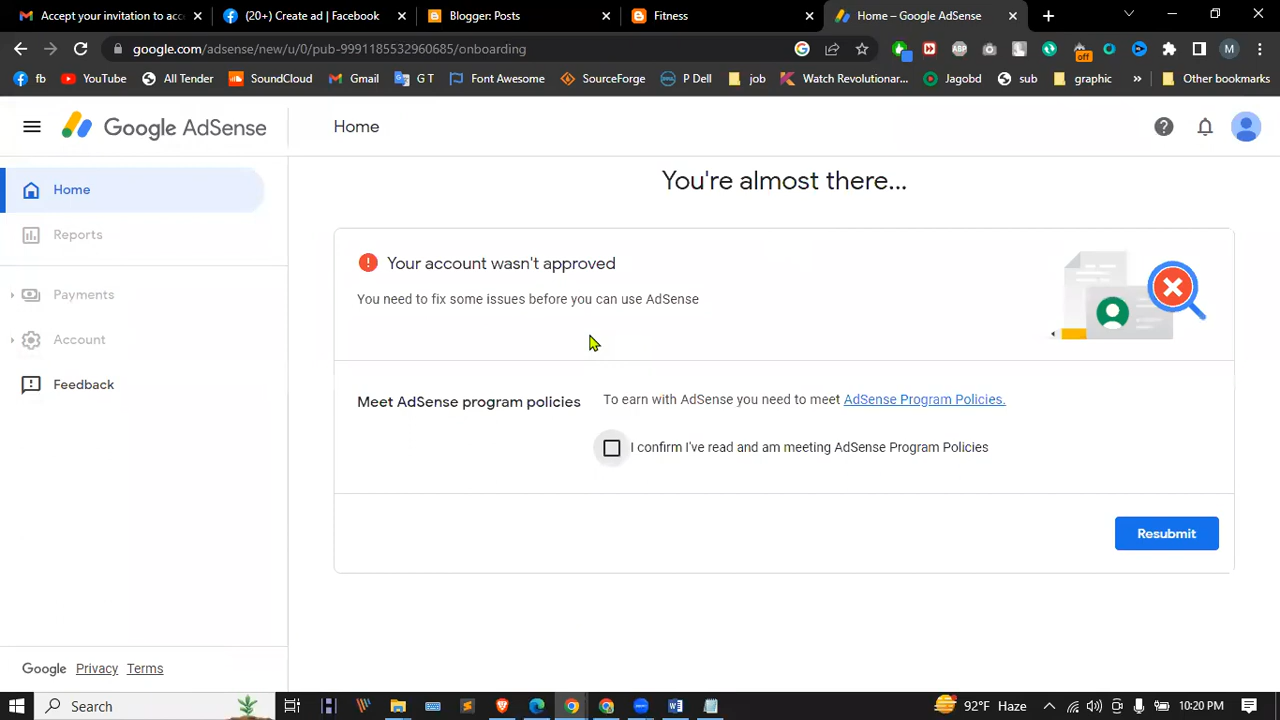 Accept your invitation to acc
(20+) Create ad | Facebook
Blogger: Posts
Fitness
Home – Google AdSense
google.com/adsense/new/u/0/pub-9991185532960685/onboarding
ABP
off
M
fb
YouTube
All Tender
SoundCloud
Gmail
G T
Font Awesome
SourceForge
P Dell
job
Watch Revolutionar...
Jagobd
sub
graphic
»
Other bookmarks
Google AdSense
Home
Home
Reports
Payments
Account
Feedback
You're almost there...
Your account wasn't approved
You need to fix some issues before you can use AdSense
Meet AdSense program policies
To earn with AdSense you need to meet AdSense Program Policies.
I confirm I've read and am meeting AdSense Program Policies
Resubmit
Google Privacy Terms
Search
92°F Haze
10:20 PM